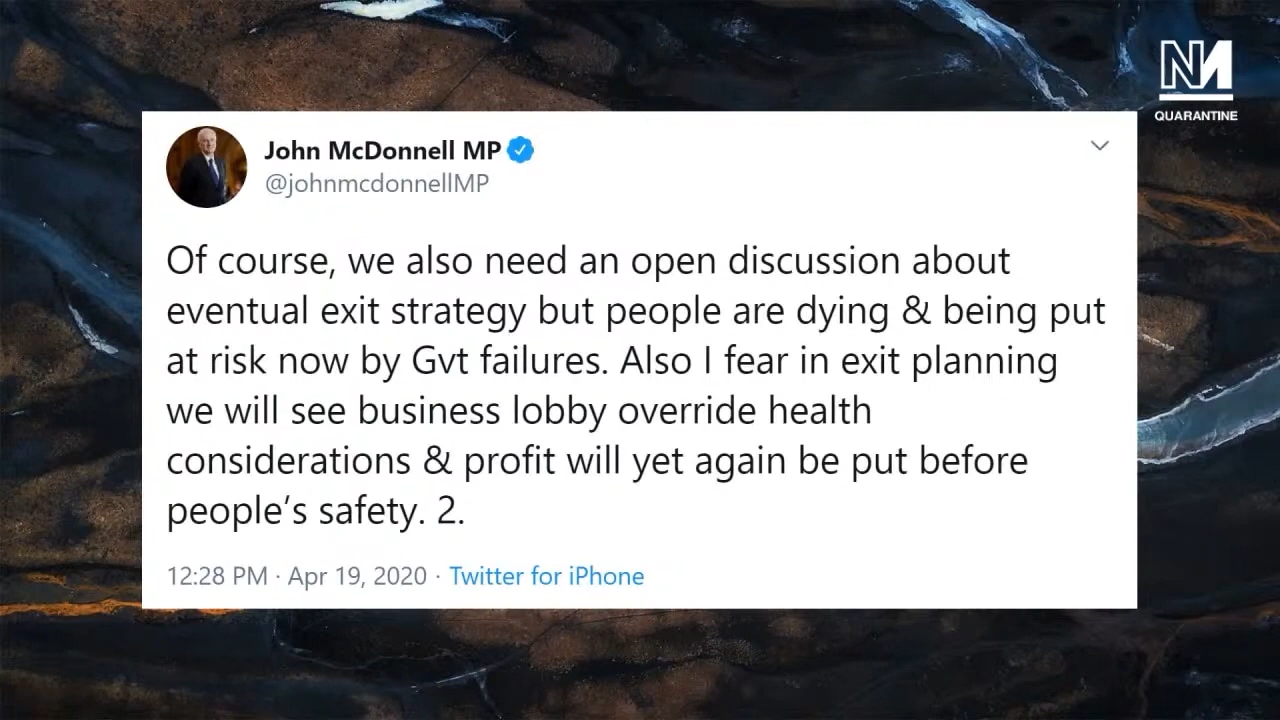 NM
QUARANTINE
John McDonnell MP
@johnmcdonnellMP
Of course, we also need an open discussion about
eventual exit strategy but people are dying & being put
at risk now by Gvt failures. Also I fear in exit planning
we will see business lobby override health
considerations & profit will yet again be put before
people’s safety. 2.
12:28 PM · Apr 19, 2020 · Twitter for iPhone